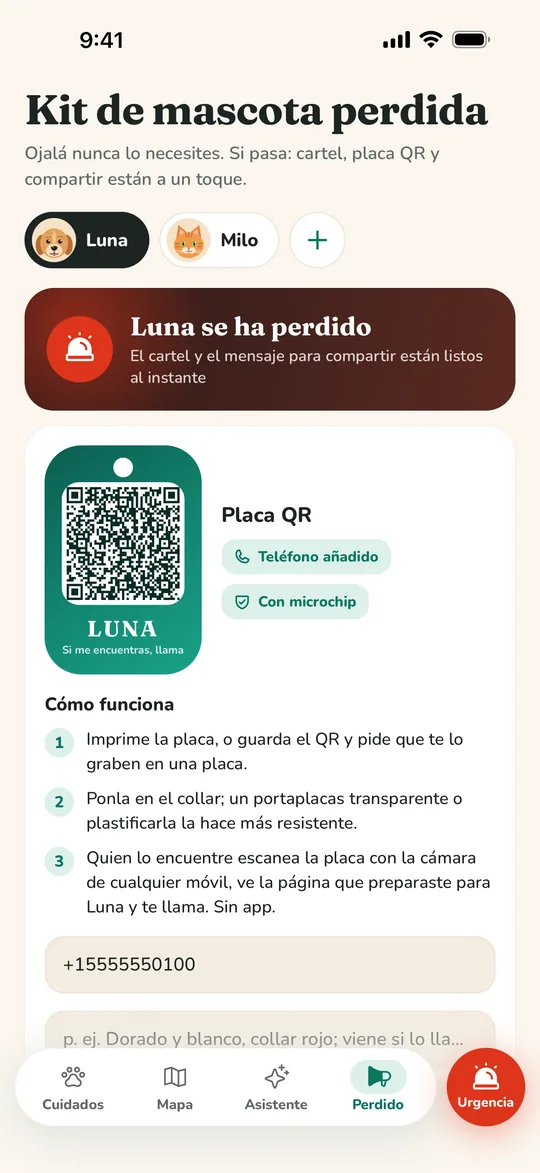 9:41
Kit de mascota perdida
Ojalá nunca lo necesites. Si pasa: cartel, placa QR y
compartir están a un toque.
Luna
Milo
Luna se ha perdido
El cartel y el mensaje para compartir están listos
al instante
LUNA
Si me encuentras, llama
Placa QR
Teléfono añadido
Con microchip
Cómo funciona
1 Imprime la placa, o guarda el QR y pide que te lo
graben en una placa.
2 Ponla en el collar; un portaplacas transparente o
plastificarla la hace más resistente.
3 Quien lo encuentre escanea la placa con la cámara
de cualquier móvil, ve la página que preparaste para
Luna y te llama. Sin app.
+15555550100
p. ej. Dorado y blanco, collar rojo; viene si lo lla...
Cuidados
Mapa
Asistente
Perdido
Urgencia